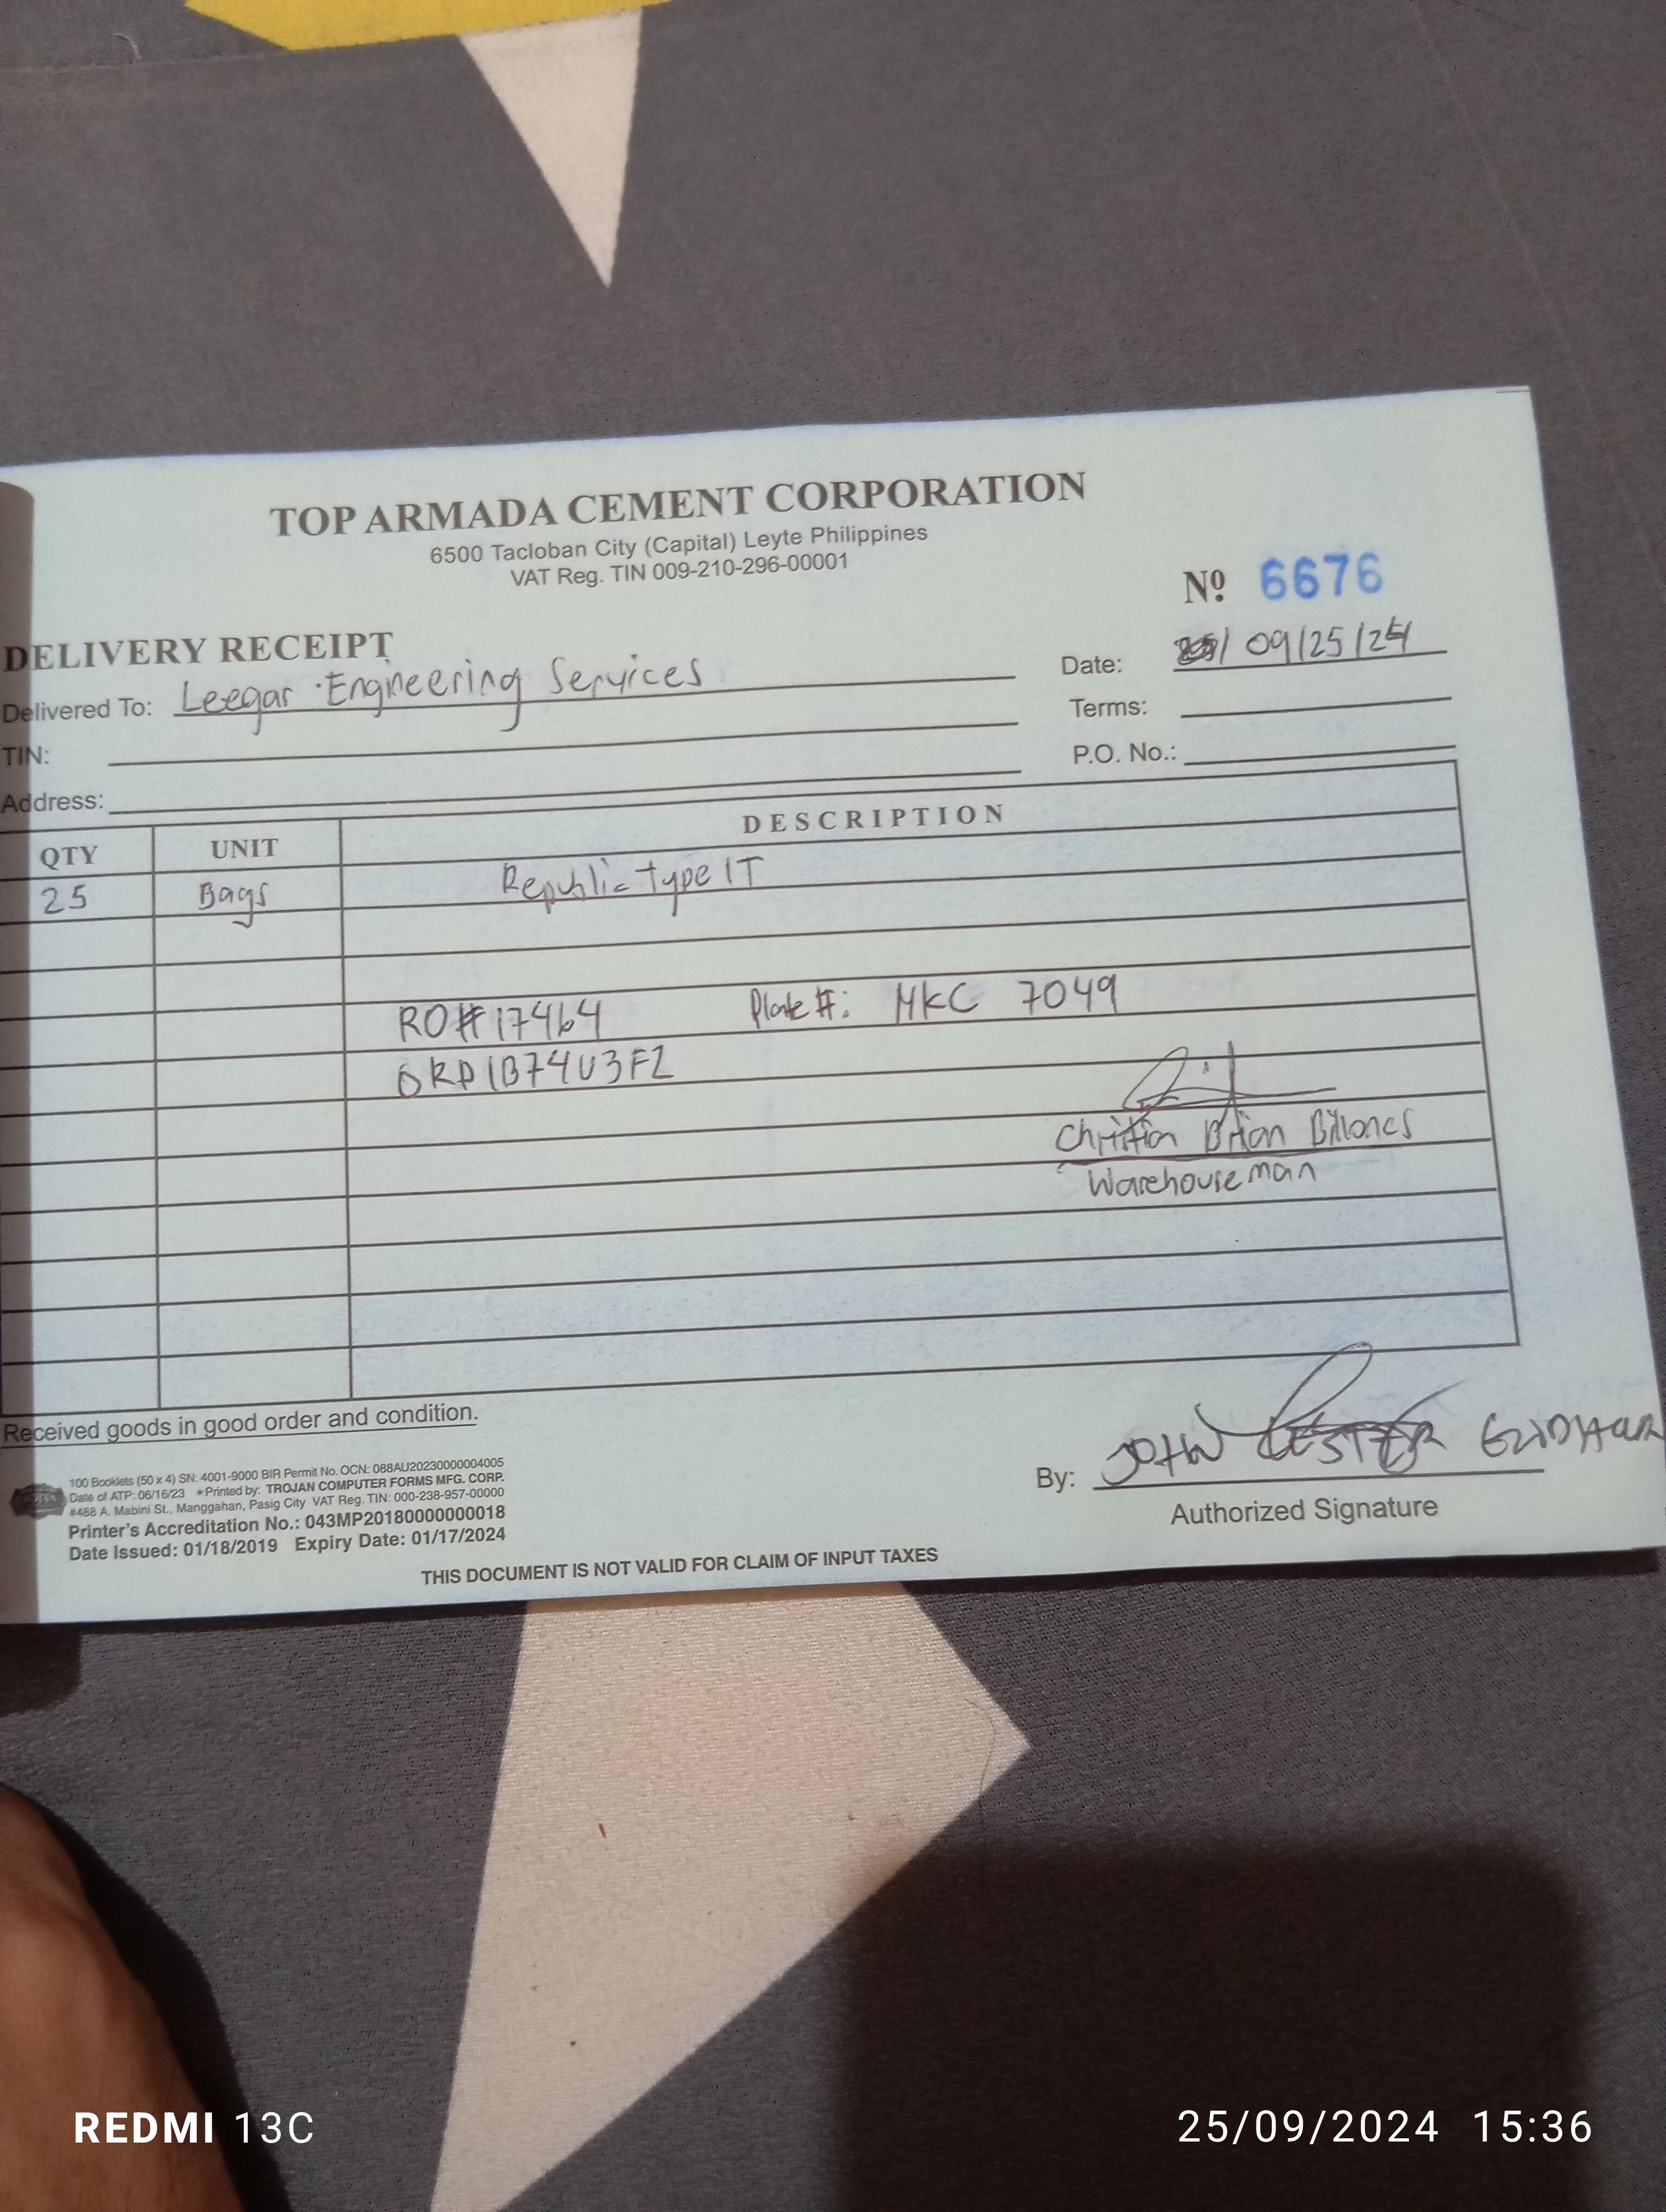 TOP ARMADA CEMENT CORPORATION
6500 Tacloban City (Capital) Leyte Philippines
VAT Reg. TIN 009-210-296-00001
Nº 6676
DELIVERY RECEIPT
Date: 09/25/24
Delivered To: Leegar Engineering Services
Terms:
TIN:
P.O. No.:
Address:
QTY UNIT DESCRIPTION
25 Bags Republic type 1T
RO#17464 Plate #: MKC 7049
Christian Brian Billones
Warehouseman
Received goods in good order and condition.
100 Booklets (50 x 4) SN: 4001-9000 BIR Permit No. OCN: 088AU20230000004005
Date of ATP: 06/16/23 *Printed by: TROJAN COMPUTER FORMS MFG. CORP.
#488 A. Mabini St., Manggahan, Pasig City VAT Reg. TIN: 000-238-957-00000
Printer's Accreditation No.: 043MP20180000000018
Date Issued: 01/18/2019 Expiry Date: 01/17/2024
By: JOHN LESTER
Authorized Signature
THIS DOCUMENT IS NOT VALID FOR CLAIM OF INPUT TAXES
REDMI 13C
25/09/2024 15:36